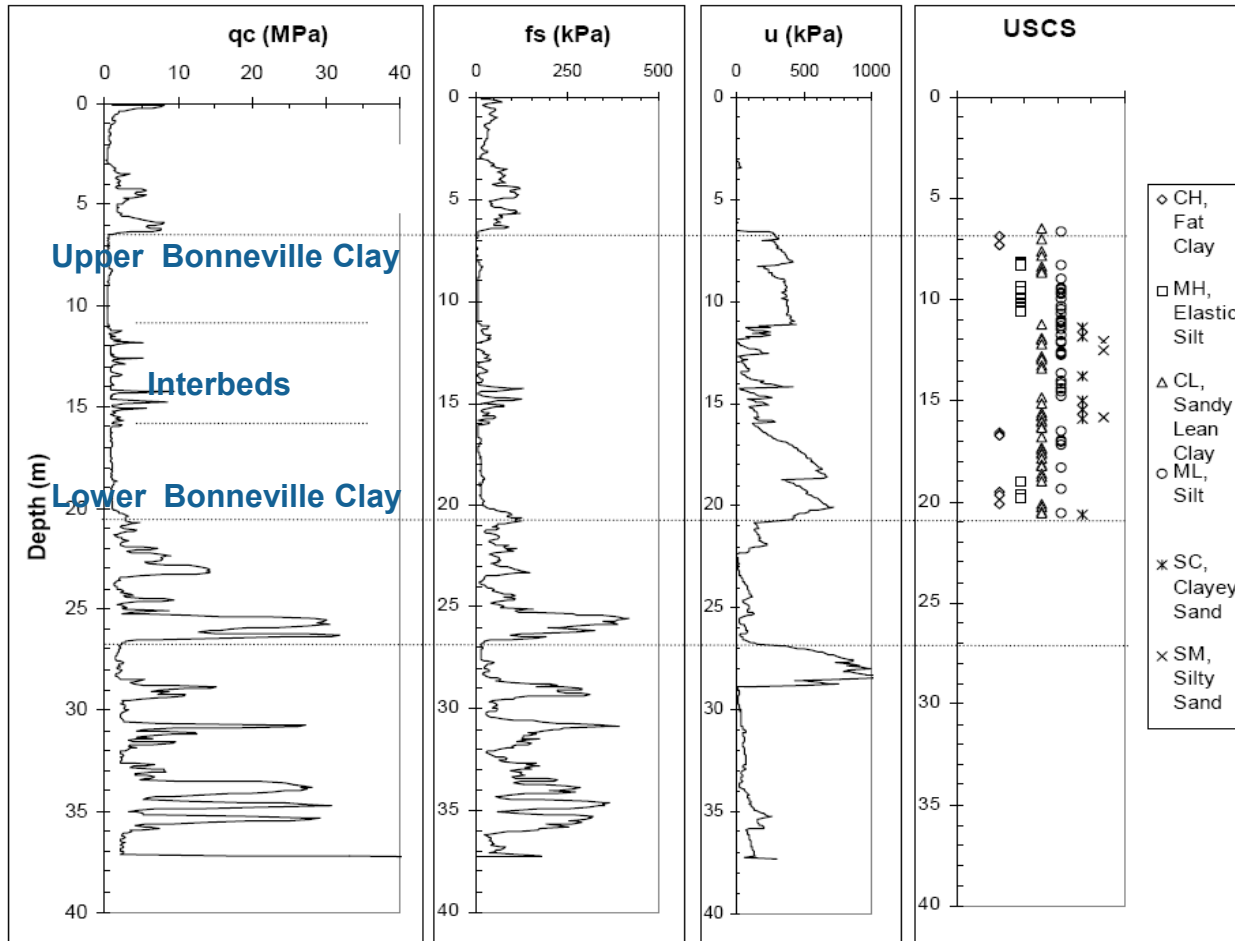 qc (MPa)
0 10 20 30 40
0
5
10
15
20
25
30
35
40
Depth (m)
Upper Bonneville Clay
Interbeds
Lower Bonneville Clay
fs (kPa)
0 250 500
0
5
10
15
20
25
30
35
40
u (kPa)
0 500 1000
0
5
10
15
20
25
30
35
40
USCS
0
5
10
15
20
25
30
35
40
CH,
Fat
Clay
MH,
Elastic
Silt
CL,
Sandy
Lean
Clay
ML,
Silt
SC,
Clayey
Sand
SM,
Silty
Sand